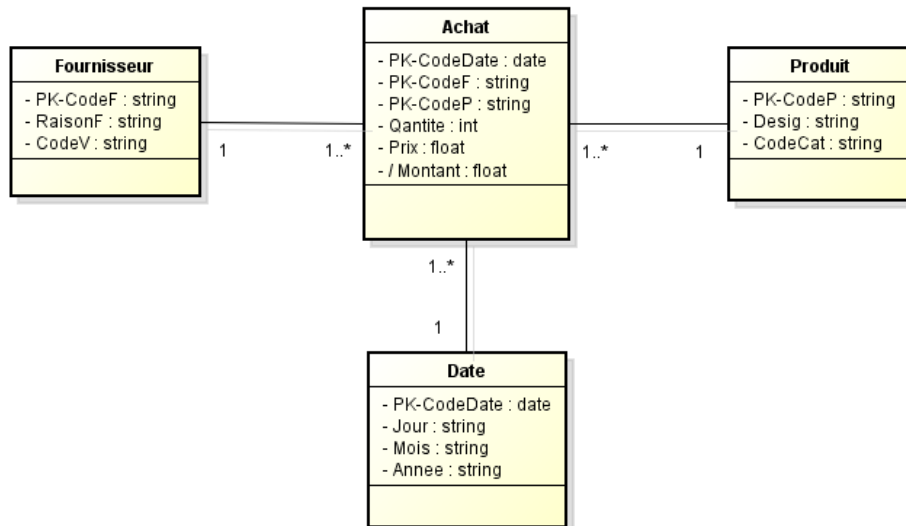 Fournisseur
- PK-CodeF : string
- RaisonF : string
- CodeV : string
1
1..*
Achat
- PK-CodeDate : date
- PK-CodeF : string
- PK-CodeP : string
- Qantite : int
- Prix : float
- / Montant : float
1..*
1
Produit
- PK-CodeP : string
- Desig : string
- CodeCat : string
1..*
1
Date
- PK-CodeDate : date
- Jour : string
- Mois : string
- Annee : string